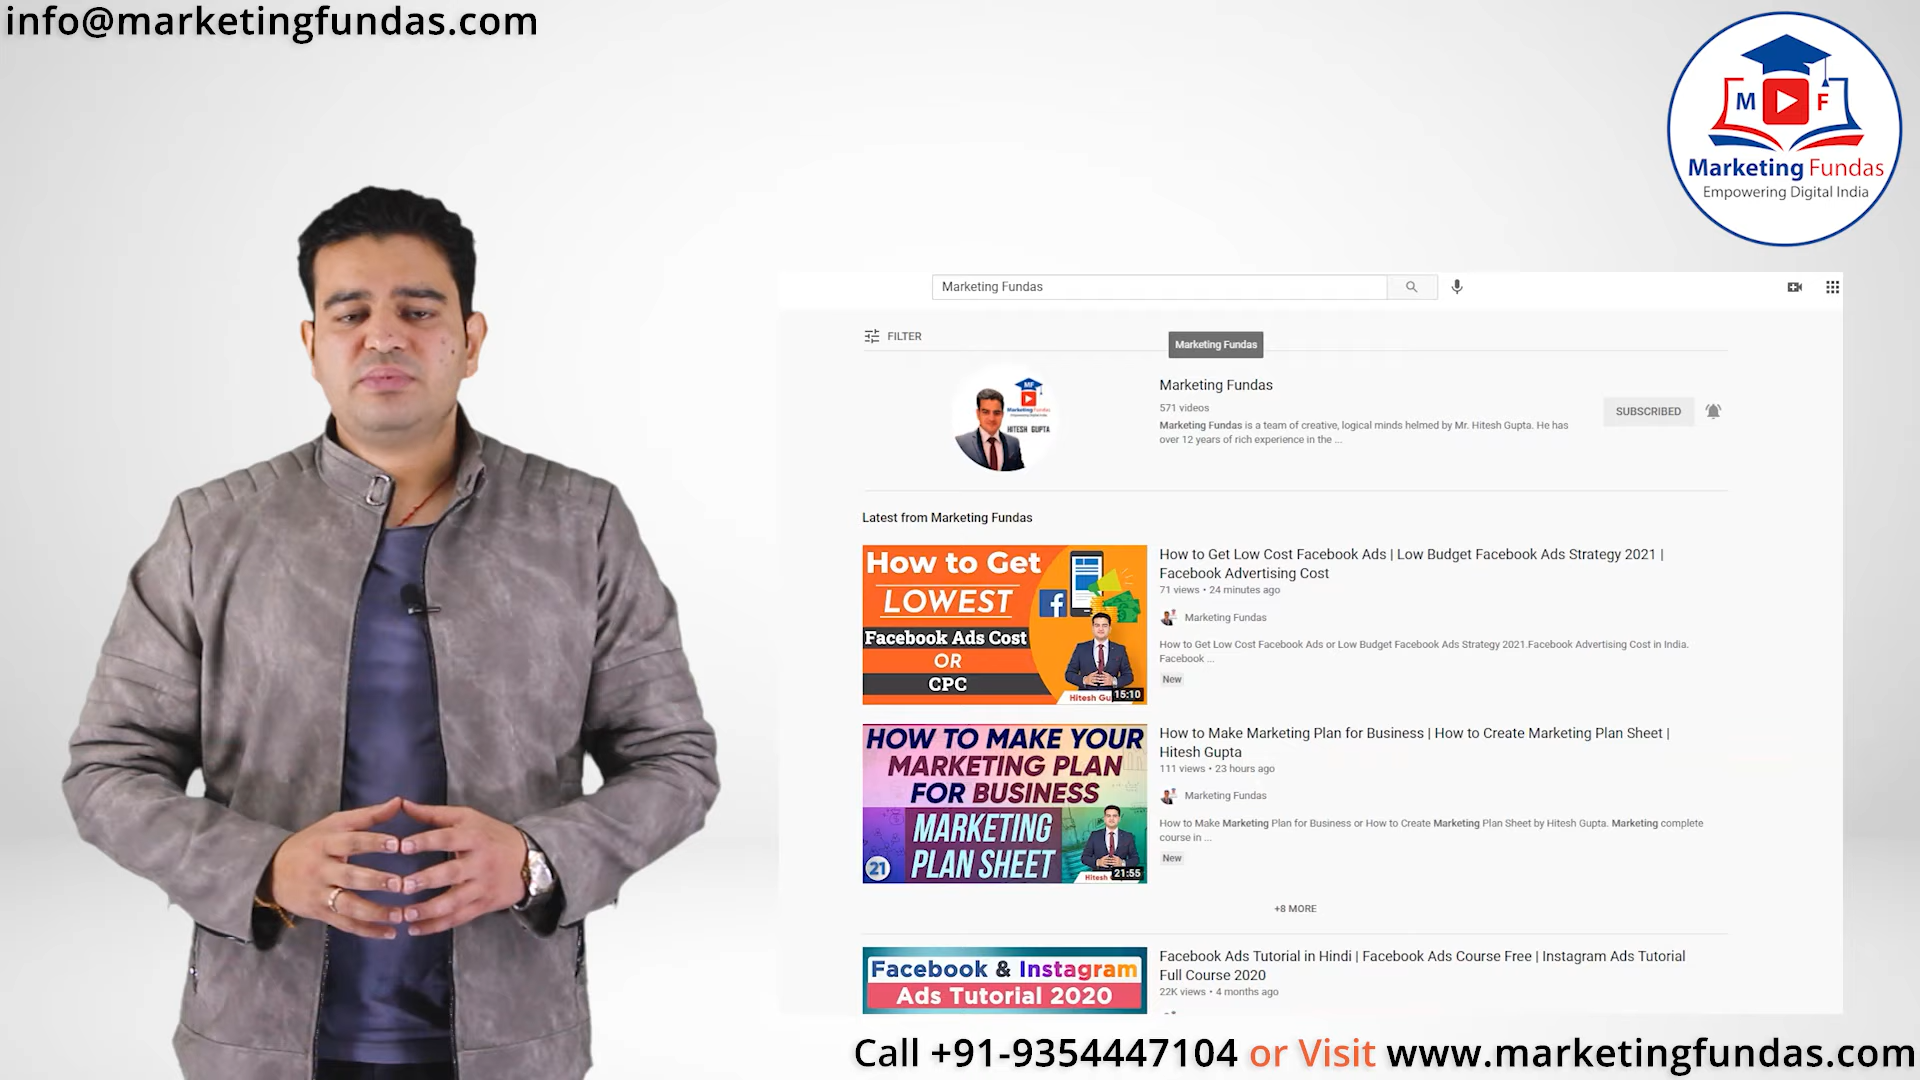 info@marketingfundas.com
M F
Marketing Fundas
Empowering Digital India
Marketing Fundas
FILTER
Marketing Fundas
Marketing Fundas
571 videos
Marketing Fundas is a team of creative, logical minds helmed by Mr. Hitesh Gupta. He has
over 12 years of rich experience in the ...
SUBSCRIBED
MF
Marketing Fundas
HITESH GUPTA
Latest from Marketing Fundas
How to Get
LOWEST
Facebook Ads Cost
OR
CPC
Hitesh Gu
15:10
How to Get Low Cost Facebook Ads | Low Budget Facebook Ads Strategy 2021 |
Facebook Advertising Cost
71 views • 24 minutes ago
Marketing Fundas
How to Get Low Cost Facebook Ads or Low Budget Facebook Ads Strategy 2021.Facebook Advertising Cost in India.
Facebook ...
New
HOW TO MAKE YOUR
MARKETING PLAN
FOR BUSINESS
MARKETING
PLAN SHEET
21
Hitesh
21:55
How to Make Marketing Plan for Business | How to Create Marketing Plan Sheet |
Hitesh Gupta
111 views • 23 hours ago
Marketing Fundas
How to Make Marketing Plan for Business or How to Create Marketing Plan Sheet by Hitesh Gupta. Marketing complete
course in ...
New
+8 MORE
Facebook & Instagram
Ads Tutorial 2020
Facebook Ads Tutorial in Hindi | Facebook Ads Course Free | Instagram Ads Tutorial
Full Course 2020
22K views • 4 months ago
Call +91-9354447104 or Visit www.marketingfundas.com